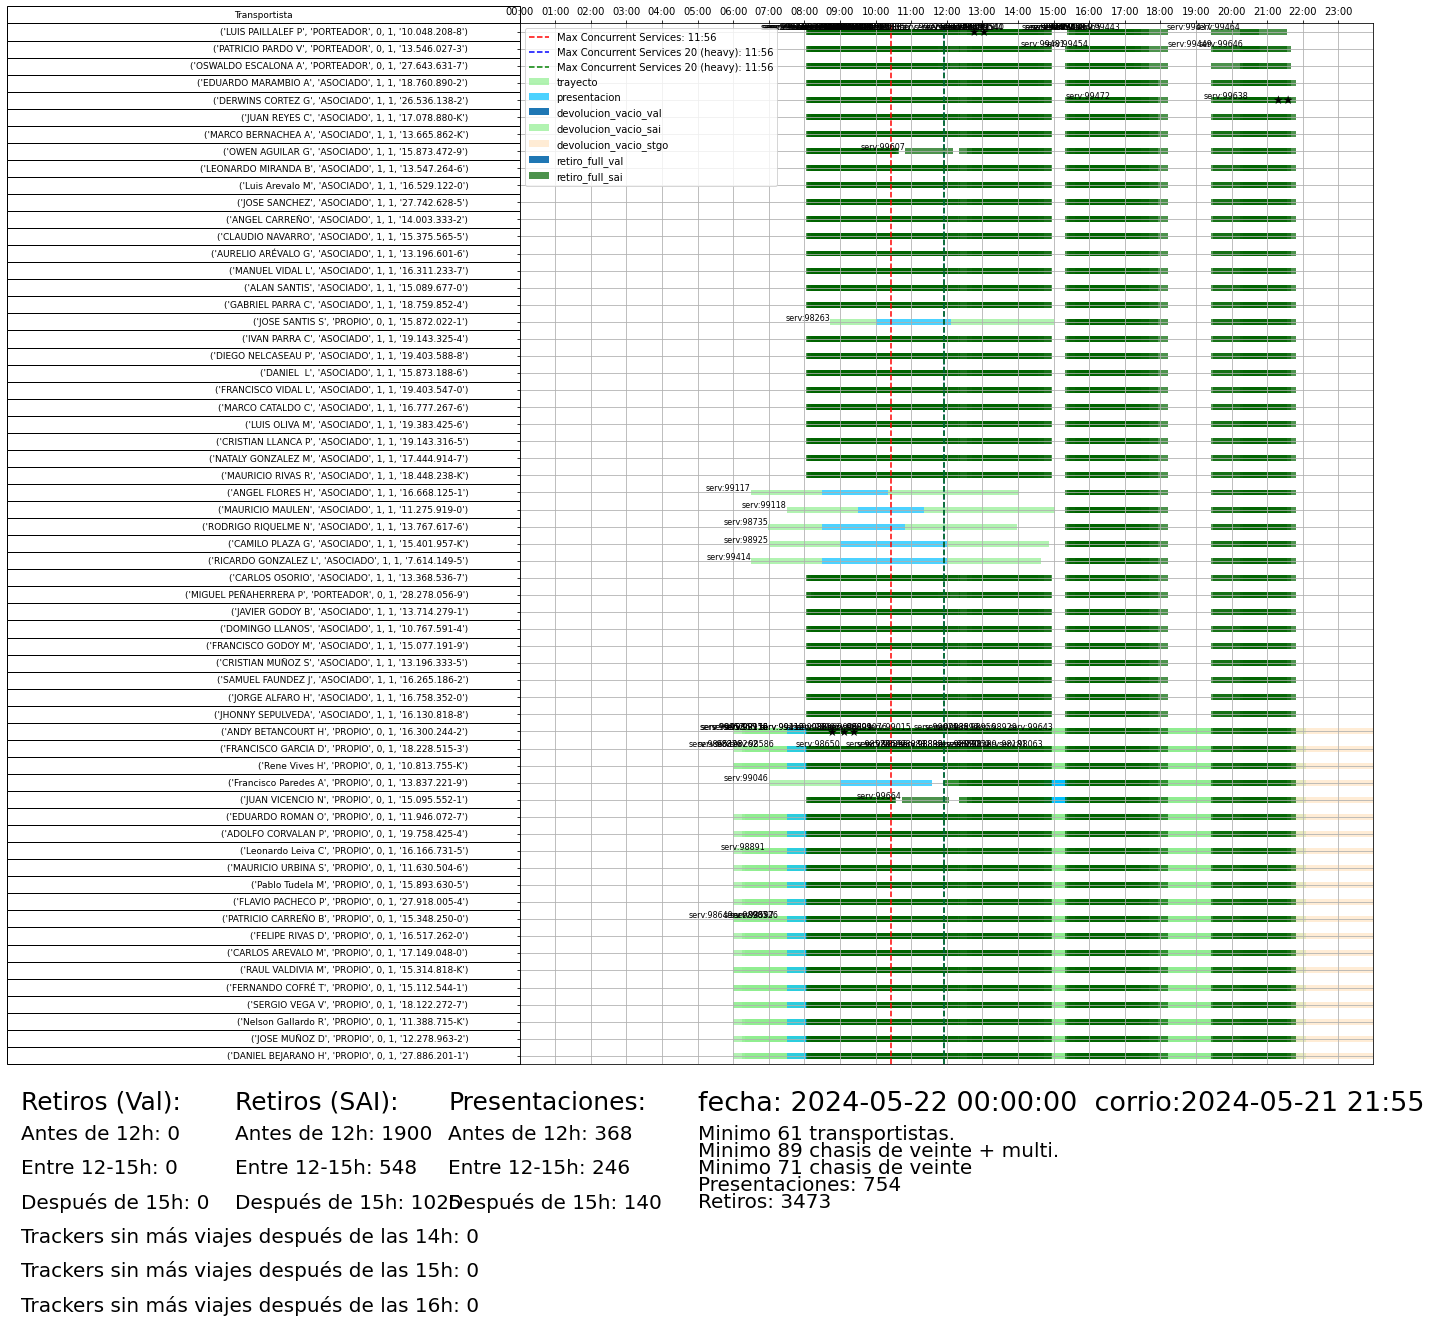 Transportista
00:00 01:00 02:00 03:00 04:00 05:00 06:00 07:00 08:00 09:00 10:00 11:00 12:00 13:00 14:00 15:00 16:00 17:00 18:00 19:00 20:00 21:00 22:00 23:00
Max Concurrent Services: 11:56
Max Concurrent Services 20 (heavy): 11:56
Max Concurrent Services 20 (heavy): 11:56
trayecto
presentacion
devolucion_vacio_val
devolucion_vacio_sai
devolucion_vacio_stgo
retiro_full_val
retiro_full_sai
('LUIS PAILLALEF P', 'PORTEADOR', 0, 1, '10.048.208-8')
('PATRICIO PARDO V', 'PORTEADOR', 0, 1, '13.546.027-3')
('OSWALDO ESCALONA A', 'PORTEADOR', 0, 1, '27.643.631-7')
('EDUARDO MARAMBIO A', 'ASOCIADO', 1, 1, '18.760.890-2')
('DERWINS CORTEZ G', 'ASOCIADO', 1, 1, '26.536.138-2') serv:99472 serv:99638
('JUAN REYES C', 'ASOCIADO', 1, 1, '17.078.880-K')
('MARCO BERNACHEA A', 'ASOCIADO', 1, 1, '13.665.862-K')
('OWEN AGUILAR G', 'ASOCIADO', 1, 1, '15.873.472-9') serv:99607
('LEONARDO MIRANDA B', 'ASOCIADO', 1, 1, '13.547.264-6')
('Luis Arevalo M', 'ASOCIADO', 1, 1, '16.529.122-0')
('JOSE SANCHEZ', 'ASOCIADO', 1, 1, '27.742.628-5')
('ANGEL CARREÑO', 'ASOCIADO', 1, 1, '14.003.333-2')
('CLAUDIO NAVARRO', 'ASOCIADO', 1, 1, '15.375.565-5')
('AURELIO ARÉVALO G', 'ASOCIADO', 1, 1, '13.196.601-6')
('MANUEL VIDAL L', 'ASOCIADO', 1, 1, '16.311.233-7')
('ALAN SANTIS', 'ASOCIADO', 1, 1, '15.089.677-0')
('GABRIEL PARRA C', 'ASOCIADO', 1, 1, '18.759.852-4')
('JOSE SANTIS S', 'PROPIO', 0, 1, '15.872.022-1') serv:98263
('IVAN PARRA C', 'ASOCIADO', 1, 1, '19.143.325-4')
('DIEGO NELCASEAU P', 'ASOCIADO', 1, 1, '19.403.588-8')
('DANIEL  L', 'ASOCIADO', 1, 1, '15.873.188-6')
('FRANCISCO VIDAL L', 'ASOCIADO', 1, 1, '19.403.547-0')
('MARCO CATALDO C', 'ASOCIADO', 1, 1, '16.777.267-6')
('LUIS OLIVA M', 'ASOCIADO', 1, 1, '19.383.425-6')
('CRISTIAN LLANCA P', 'ASOCIADO', 1, 1, '19.143.316-5')
('NATALY GONZALEZ M', 'ASOCIADO', 1, 1, '17.444.914-7')
('MAURICIO RIVAS R', 'ASOCIADO', 1, 1, '18.448.238-K')
('ANGEL FLORES H', 'ASOCIADO', 1, 1, '16.668.125-1') serv:99117
('MAURICIO MAULEN', 'ASOCIADO', 1, 1, '11.275.919-0') serv:99118
('RODRIGO RIQUELME N', 'ASOCIADO', 1, 1, '13.767.617-6') serv:98735
('CAMILO PLAZA G', 'ASOCIADO', 1, 1, '15.401.957-K') serv:98925
('RICARDO GONZALEZ L', 'ASOCIADO', 1, 1, '7.614.149-5') serv:99414
('CARLOS OSORIO', 'ASOCIADO', 1, 1, '13.368.536-7')
('MIGUEL PEÑAHERRERA P', 'PORTEADOR', 0, 1, '28.278.056-9')
('JAVIER GODOY B', 'ASOCIADO', 1, 1, '13.714.279-1')
('DOMINGO LLANOS', 'ASOCIADO', 1, 1, '10.767.591-4')
('FRANCISCO GODOY M', 'ASOCIADO', 1, 1, '15.077.191-9')
('CRISTIAN MUÑOZ S', 'ASOCIADO', 1, 1, '13.196.333-5')
('SAMUEL FAUNDEZ J', 'ASOCIADO', 1, 1, '16.265.186-2')
('JORGE ALFARO H', 'ASOCIADO', 1, 1, '16.758.352-0')
('JHONNY SEPULVEDA', 'ASOCIADO', 1, 1, '16.130.818-8')
('ANDY BETANCOURT H', 'PROPIO', 0, 1, '16.300.244-2')
('FRANCISCO GARCIA D', 'PROPIO', 0, 1, '18.228.515-3') serv:98650
('Rene Vives H', 'PROPIO', 0, 1, '10.813.755-K')
('Francisco Paredes A', 'PROPIO', 0, 1, '13.837.221-9') serv:99046
('JUAN VICENCIO N', 'PROPIO', 0, 1, '15.095.552-1') serv:99664
('EDUARDO ROMAN O', 'PROPIO', 0, 1, '11.946.072-7')
('ADOLFO CORVALAN P', 'PROPIO', 0, 1, '19.758.425-4')
('Leonardo Leiva C', 'PROPIO', 0, 1, '16.166.731-5') serv:98891
('MAURICIO URBINA S', 'PROPIO', 0, 1, '11.630.504-6')
('Pablo Tudela M', 'PROPIO', 0, 1, '15.893.630-5')
('FLAVIO PACHECO P', 'PROPIO', 0, 1, '27.918.005-4')
('PATRICIO CARREÑO B', 'PROPIO', 0, 1, '15.348.250-0')
('FELIPE RIVAS D', 'PROPIO', 0, 1, '16.517.262-0')
('CARLOS AREVALO M', 'PROPIO', 0, 1, '17.149.048-0')
('RAUL VALDIVIA M', 'PROPIO', 0, 1, '15.314.818-K')
('FERNANDO COFRÉ T', 'PROPIO', 0, 1, '15.112.544-1')
('SERGIO VEGA V', 'PROPIO', 0, 1, '18.122.272-7')
('Nelson Gallardo R', 'PROPIO', 0, 1, '11.388.715-K')
('JOSE MUÑOZ D', 'PROPIO', 0, 1, '12.278.963-2')
('DANIEL BEJARANO H', 'PROPIO', 0, 1, '27.886.201-1')
Retiros (Val):
Antes de 12h: 0
Entre 12-15h: 0
Después de 15h: 0
Retiros (SAI):
Antes de 12h: 1900
Entre 12-15h: 548
Después de 15h: 1025
Presentaciones:
Antes de 12h: 368
Entre 12-15h: 246
Después de 15h: 140
Trackers sin más viajes después de las 14h: 0
Trackers sin más viajes después de las 15h: 0
Trackers sin más viajes después de las 16h: 0
fecha: 2024-05-22 00:00:00  corrio:2024-05-21 21:55
Minimo 61 transportistas.
Minimo 89 chasis de veinte + multi.
Minimo 71 chasis de veinte
Presentaciones: 754
Retiros: 3473